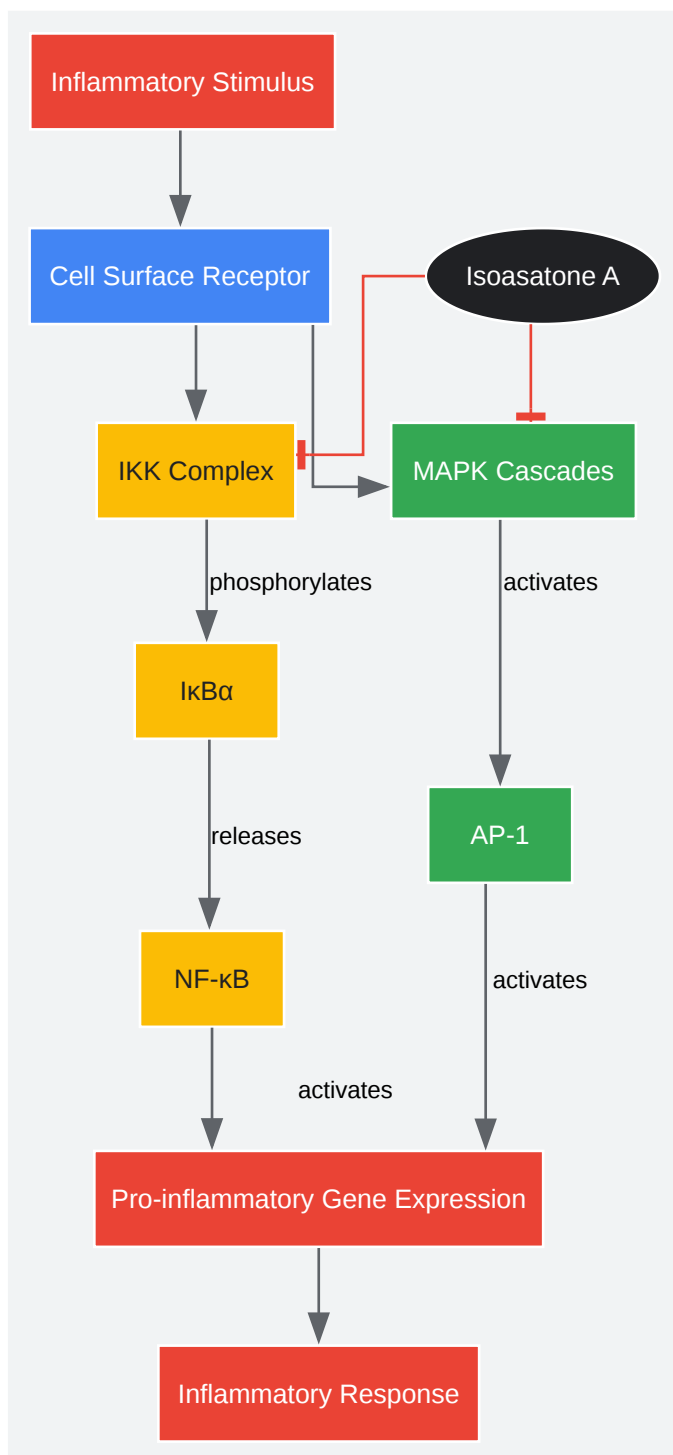 Inflammatory Stimulus
Cell Surface Receptor
Isoasatone A
IKK Complex
MAPK Cascades
phosphorylates
activates
IκBα
releases
AP-1
NF-κB
activates
activates
Pro-inflammatory Gene Expression
Inflammatory Response